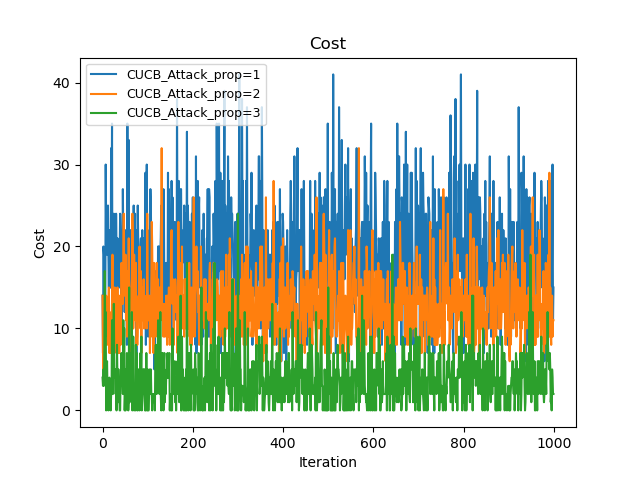 Cost
CUCB_Attack_prop=1
CUCB_Attack_prop=2
CUCB_Attack_prop=3
40
30
20
10
0
Cost
0 200 400 600 800 1000
Iteration